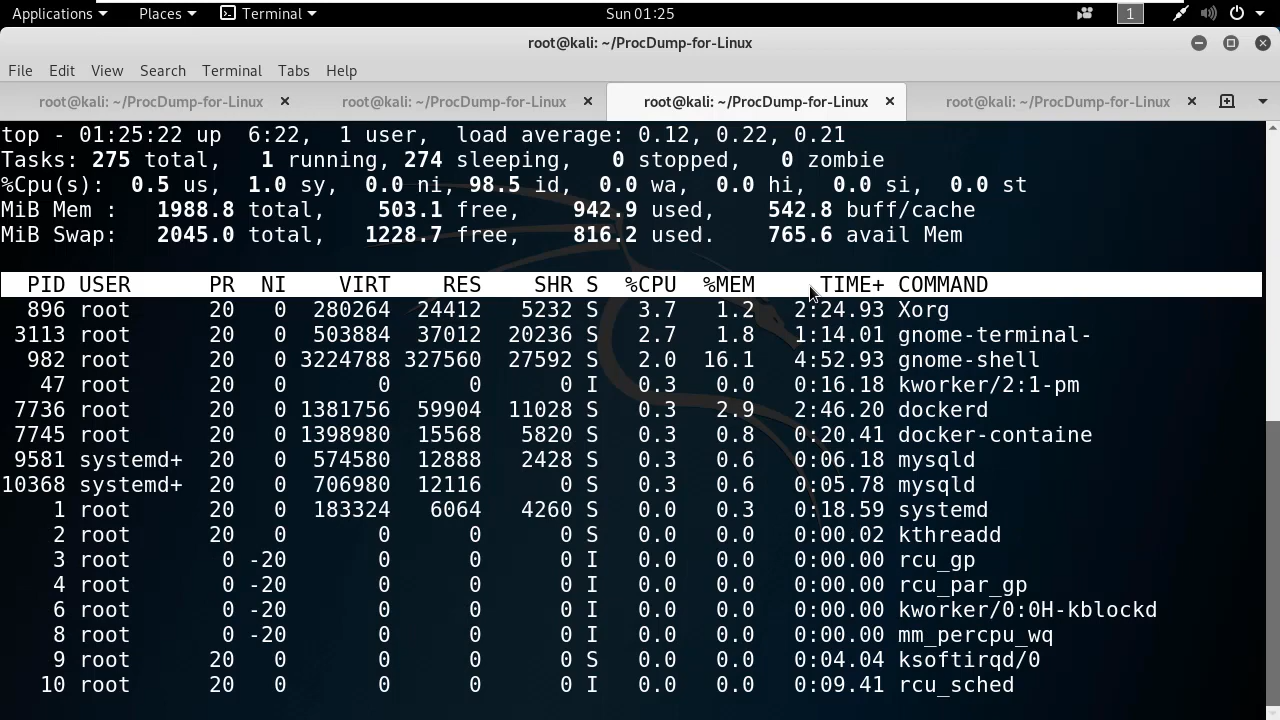 Applications Places Terminal Sun 01:25 1
root@kali: ~/ProcDump-for-Linux
File Edit View Search Terminal Tabs Help
root@kali: ~/ProcDump-for-Linux root@kali: ~/ProcDump-for-Linux root@kali: ~/ProcDump-for-Linux root@kali: ~/ProcDump-for-Linux
top - 01:25:22 up  6:22,  1 user,  load average: 0.12, 0.22, 0.21
Tasks: 275 total,   1 running, 274 sleeping,   0 stopped,   0 zombie
%Cpu(s):  0.5 us,  1.0 sy,  0.0 ni, 98.5 id,  0.0 wa,  0.0 hi,  0.0 si,  0.0 st
MiB Mem :   1988.8 total,    503.1 free,    942.9 used,    542.8 buff/cache
MiB Swap:   2045.0 total,   1228.7 free,    816.2 used.    765.6 avail Mem
PID USER      PR  NI    VIRT    RES    SHR S  %CPU  %MEM     TIME+ COMMAND
896 root      20   0  280264  24412   5232 S   3.7   1.2   2:24.93 Xorg
3113 root      20   0  503884  37012  20236 S   2.7   1.8   1:14.01 gnome-terminal-
982 root      20   0 3224788 327560  27592 S   2.0  16.1   4:52.93 gnome-shell
47 root      20   0       0      0      0 I   0.3   0.0   0:16.18 kworker/2:1-pm
7736 root      20   0 1381756  59904  11028 S   0.3   2.9   2:46.20 dockerd
7745 root      20   0 1398980  15568   5820 S   0.3   0.8   0:20.41 docker-containe
9581 systemd+  20   0  574580  12888   2428 S   0.3   0.6   0:06.18 mysqld
10368 systemd+  20   0  706980  12116      0 S   0.3   0.6   0:05.78 mysqld
1 root      20   0  183324   6064   4260 S   0.0   0.3   0:18.59 systemd
2 root      20   0       0      0      0 S   0.0   0.0   0:00.02 kthreadd
3 root       0 -20       0      0      0 I   0.0   0.0   0:00.00 rcu_gp
4 root       0 -20       0      0      0 I   0.0   0.0   0:00.00 rcu_par_gp
6 root       0 -20       0      0      0 I   0.0   0.0   0:00.00 kworker/0:0H-kblockd
8 root       0 -20       0      0      0 I   0.0   0.0   0:00.00 mm_percpu_wq
9 root      20   0       0      0      0 S   0.0   0.0   0:04.04 ksoftirqd/0
10 root      20   0       0      0      0 I   0.0   0.0   0:09.41 rcu_sched